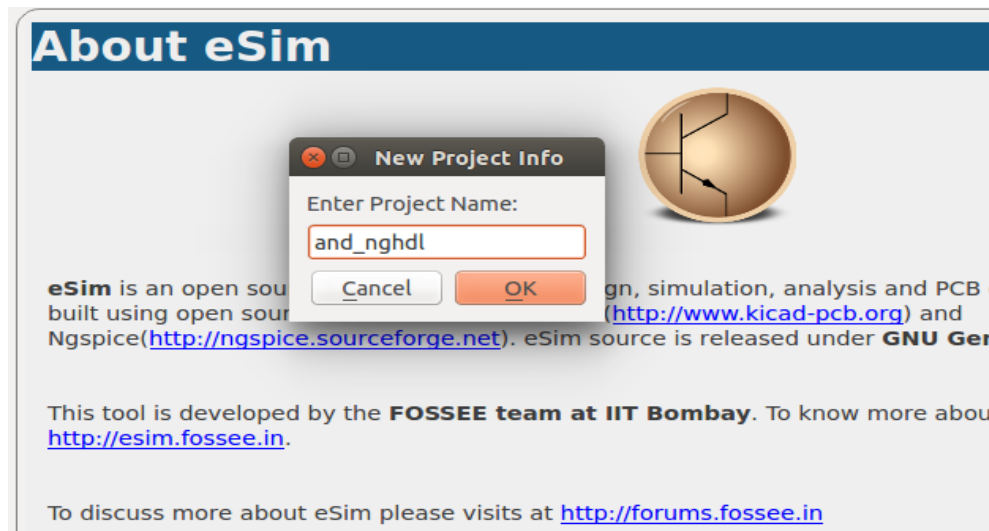 About eSim
New Project Info
Enter Project Name:
and_nghdl
Cancel
OK
eSim is an open sou gn, simulation, analysis and PCB
built using open sour (http://www.kicad-pcb.org) and
Ngspice(http://ngspice.sourceforge.net). eSim source is released under GNU Ger
This tool is developed by the FOSSEE team at IIT Bombay. To know more abou
http://esim.fossee.in.
To discuss more about eSim please visits at http://forums.fossee.in